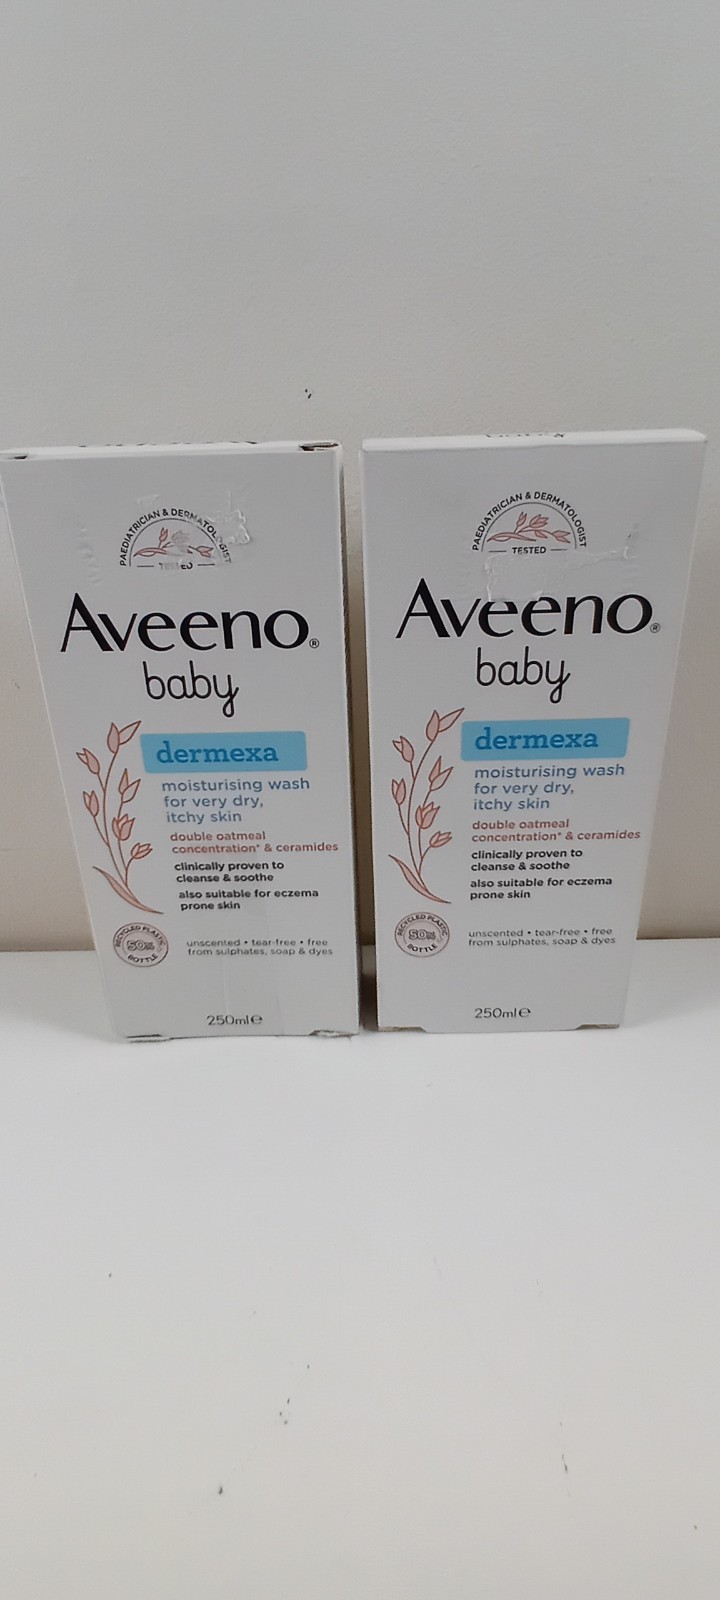 PAEDIATRICIAN & DERMATOLOGIST
TESTED
Aveeno®
baby
dermexa
moisturising wash
for very dry,
itchy skin
double oatmeal
concentration* & ceramides
clinically proven to
cleanse & soothe
also suitable for eczema
prone skin
RECYCLED PLASTIC
50%
BOTTLE
unscented • tear-free • free
from sulphates, soap & dyes
250ml℮
PAEDIATRICIAN & DERMATOLOGIST
TESTED
Aveeno®
baby
dermexa
moisturising wash
for very dry,
itchy skin
double oatmeal
concentration* & ceramides
clinically proven to
cleanse & soothe
also suitable for eczema
prone skin
RECYCLED PLASTIC
50%
BOTTLE
unscented • tear-free • free
from sulphates, soap & dyes
250ml℮